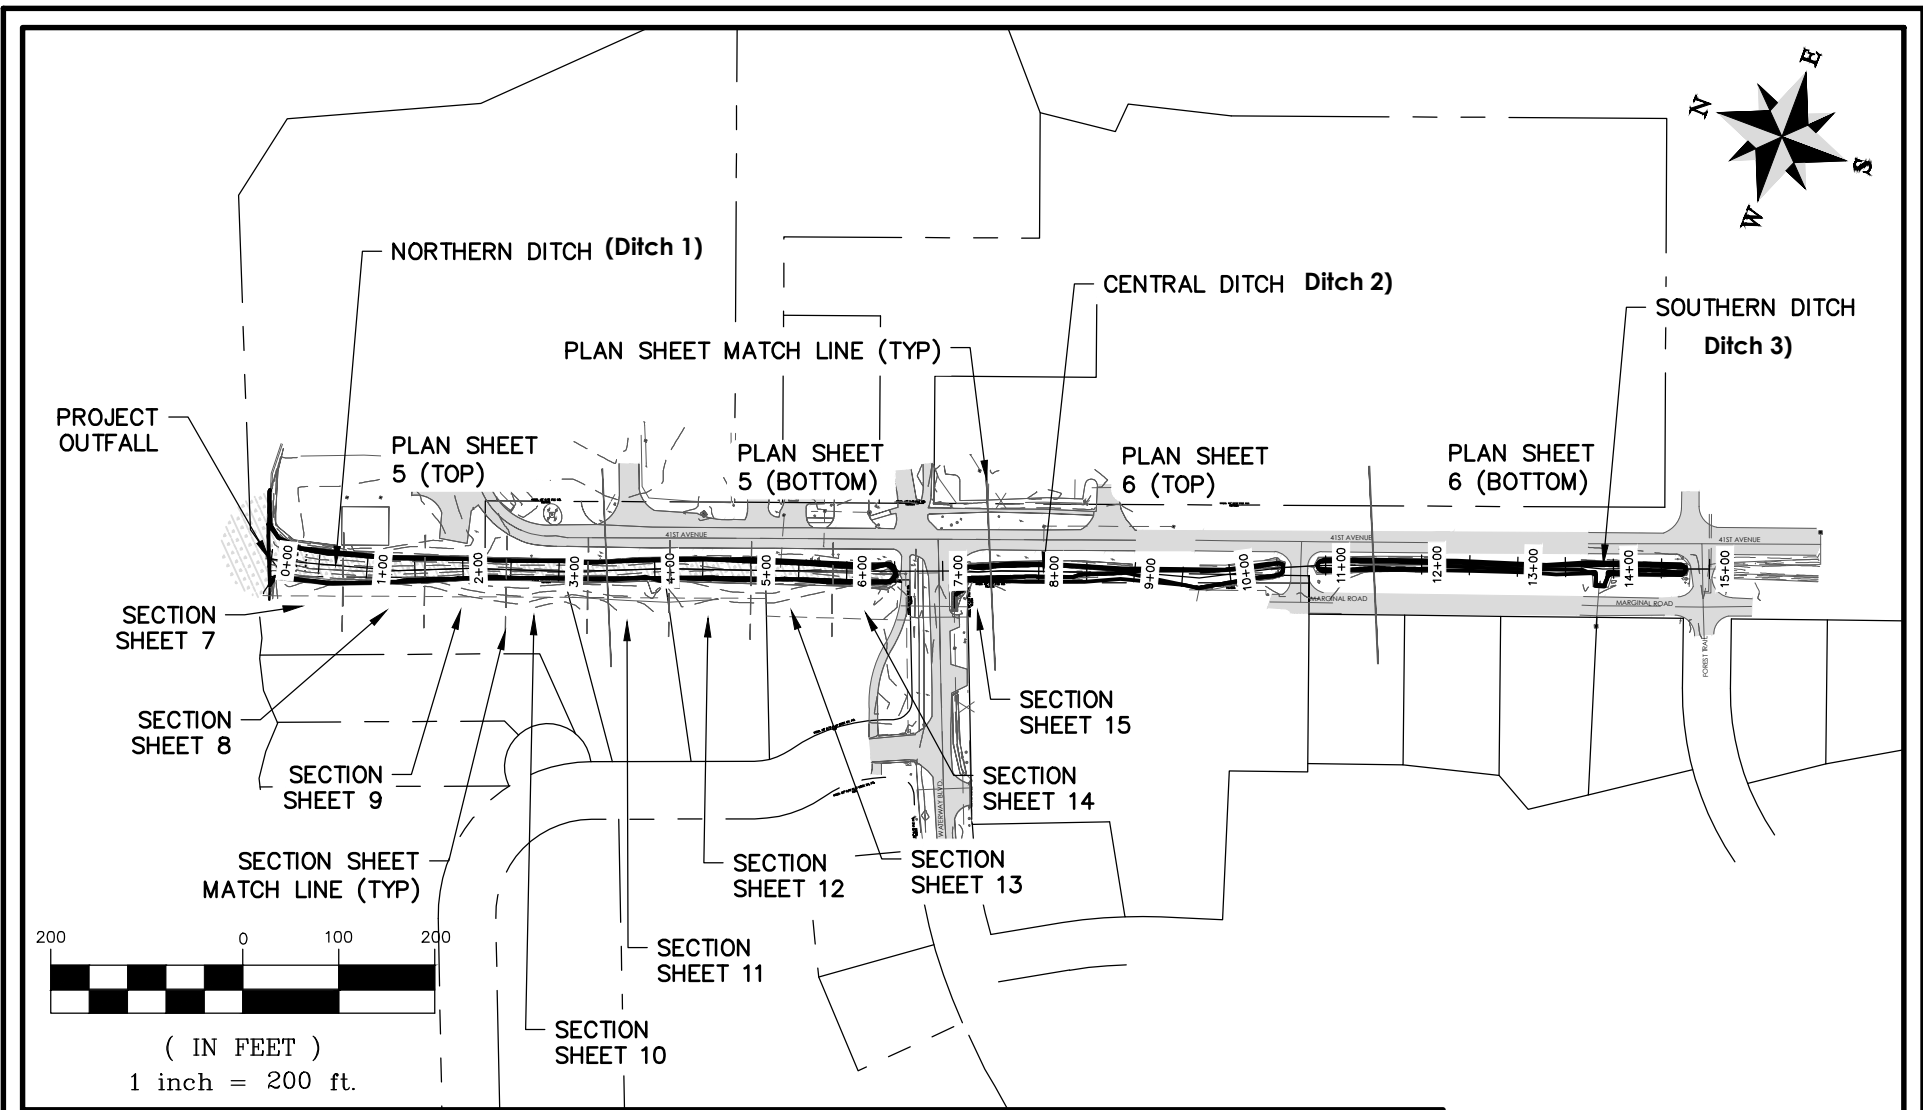 E
N
S
W
NORTHERN DITCH (Ditch 1)
CENTRAL DITCH Ditch 2)
SOUTHERN DITCH
Ditch 3)
PLAN SHEET MATCH LINE (TYP)
PROJECT
OUTFALL
PLAN SHEET
5 (TOP)
PLAN SHEET
5 (BOTTOM)
PLAN SHEET
6 (TOP)
PLAN SHEET
6 (BOTTOM)
41ST AVENUE
41ST AVENUE
41ST AVENUE
0+00
1+00
2+00
3+00
4+00
5+00
6+00
7+00
8+00
9+00
10+00
11+00
12+00
13+00
14+00
15+00
MARGINAL ROAD
MARGINAL ROAD
FOREST TRAIL
WATERWAY BLVD.
SECTION
SHEET 7
SECTION
SHEET 8
SECTION
SHEET 9
SECTION SHEET
MATCH LINE (TYP)
SECTION
SHEET 10
SECTION
SHEET 11
SECTION
SHEET 12
SECTION
SHEET 13
SECTION
SHEET 14
SECTION
SHEET 15
200 0 100 200
( IN FEET )
1 inch = 200 ft.